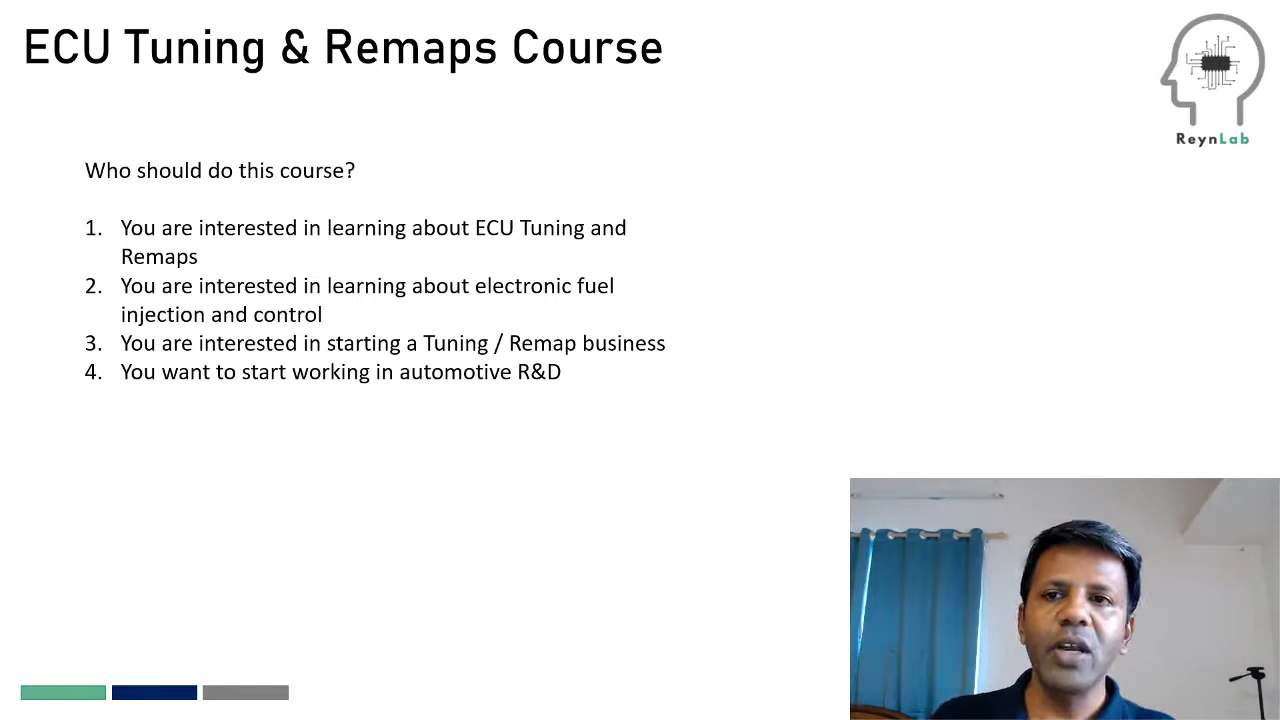 ECU Tuning & Remaps Course
ReynLab
Who should do this course?
1. You are interested in learning about ECU Tuning and
Remaps
2. You are interested in learning about electronic fuel
injection and control
3. You are interested in starting a Tuning / Remap business
4. You want to start working in automotive R&D